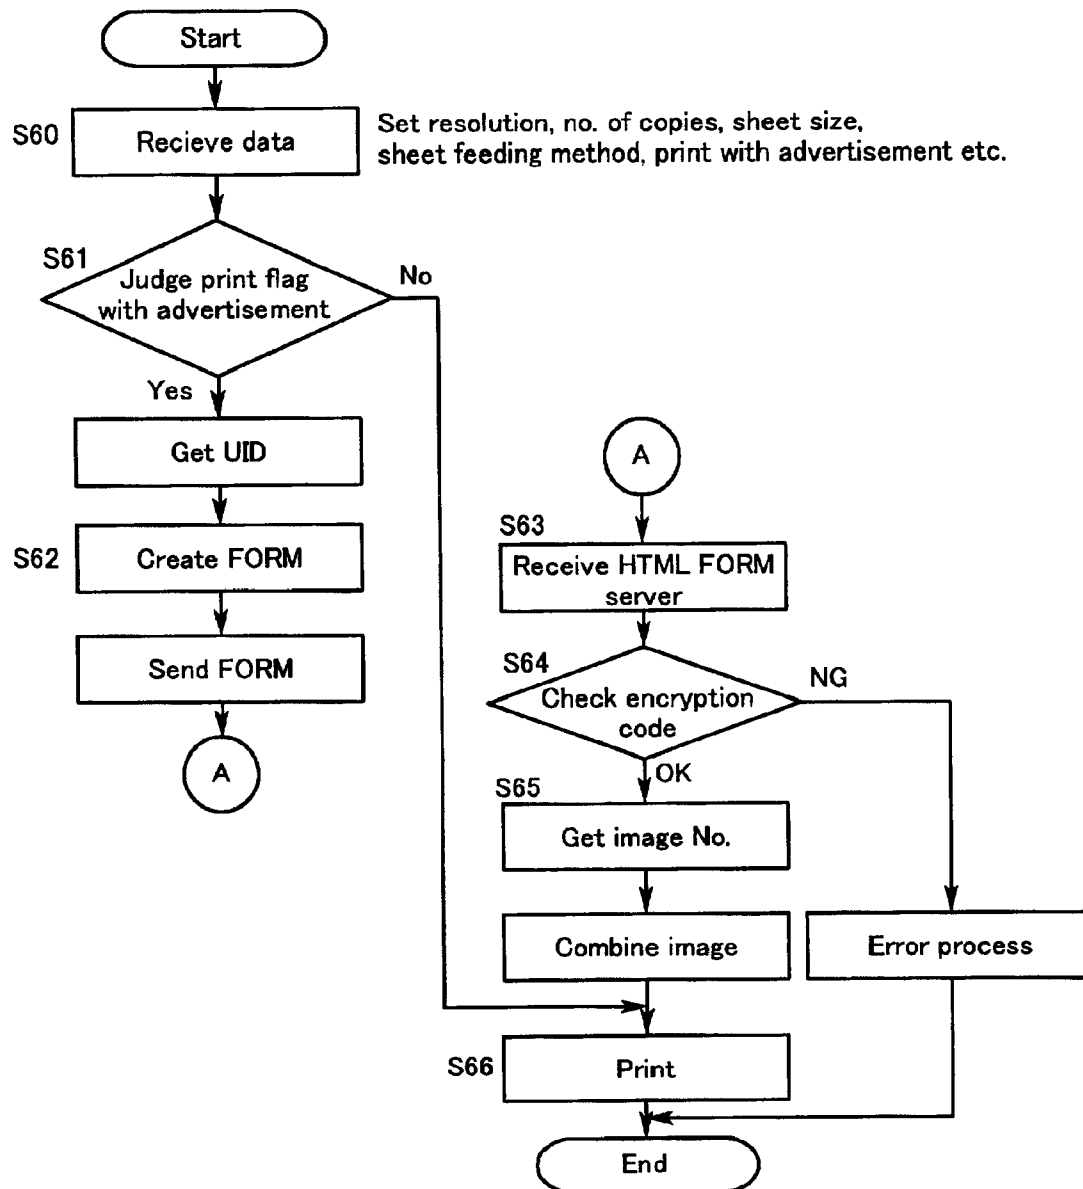 Start
S60
Recieve data
Set resolution, no. of copies, sheet size,
sheet feeding method, print with advertisement etc.
S61
Judge print flag
with advertisement
No
Yes
Get UID
S62
Create FORM
Send FORM
A
A
S63
Receive HTML FORM
server
S64
Check encryption
code
NG
OK
S65
Get image No.
Combine image
Error process
S66
Print
End